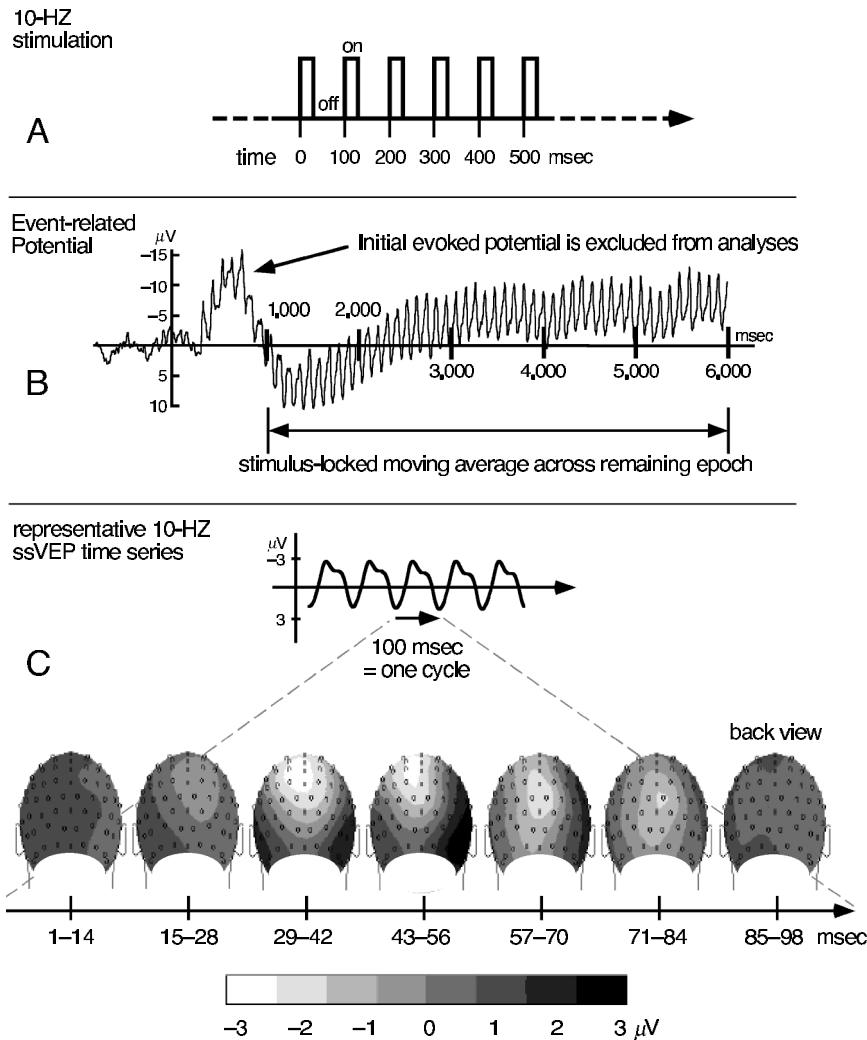 10-HZ
stimulation
on
off
A
time 0 100 200 300 400 500 msec
Event-related
Potential
µV
Initial evoked potential is excluded from analyses
–15
–10
–5
1,000 2,000
msec
3,000 4,000 5,000 6,000
5
10
B
stimulus-locked moving average across remaining epoch
representative 10-HZ
ssVEP time series
µV
–3
3
100 msec
= one cycle
C
back view
1–14 15–28 29–42 43–56 57–70 71–84 85–98 msec
–3 –2 –1 0 1 2 3 µV